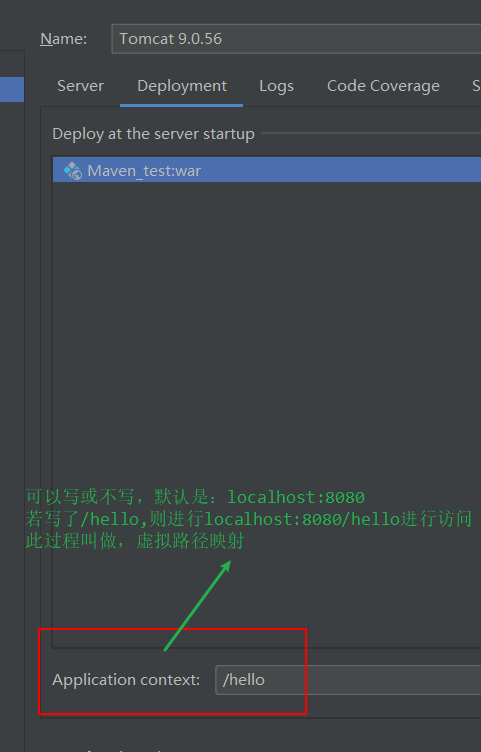 Name: Tomcat 9.0.56
Server Deployment Logs Code Coverage S
Deploy at the server startup
Maven_test:war
可以写或不写，默认是：localhost:8080
若写了/hello,则进行localhost:8080/hello进行访问
此过程叫做，虚拟路径映射
Application context: /hello